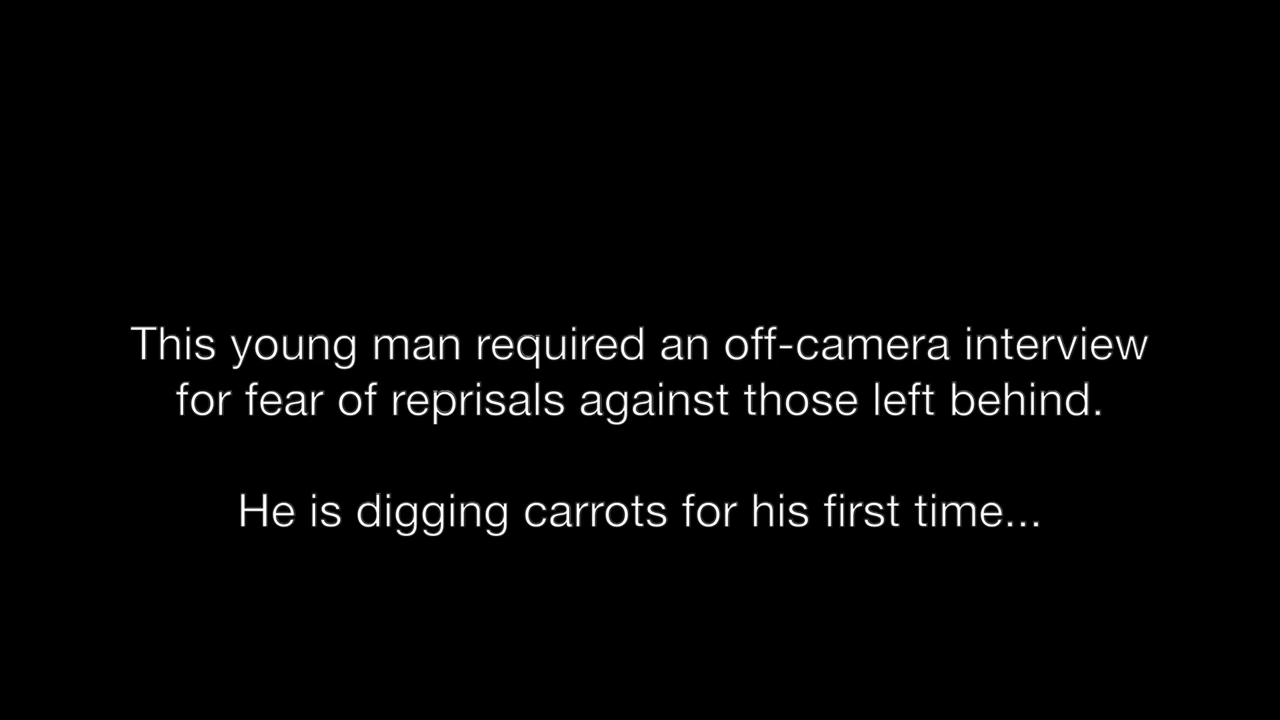 This young man required an off-camera interview
for fear of reprisals against those left behind.
He is digging carrots for his first time...